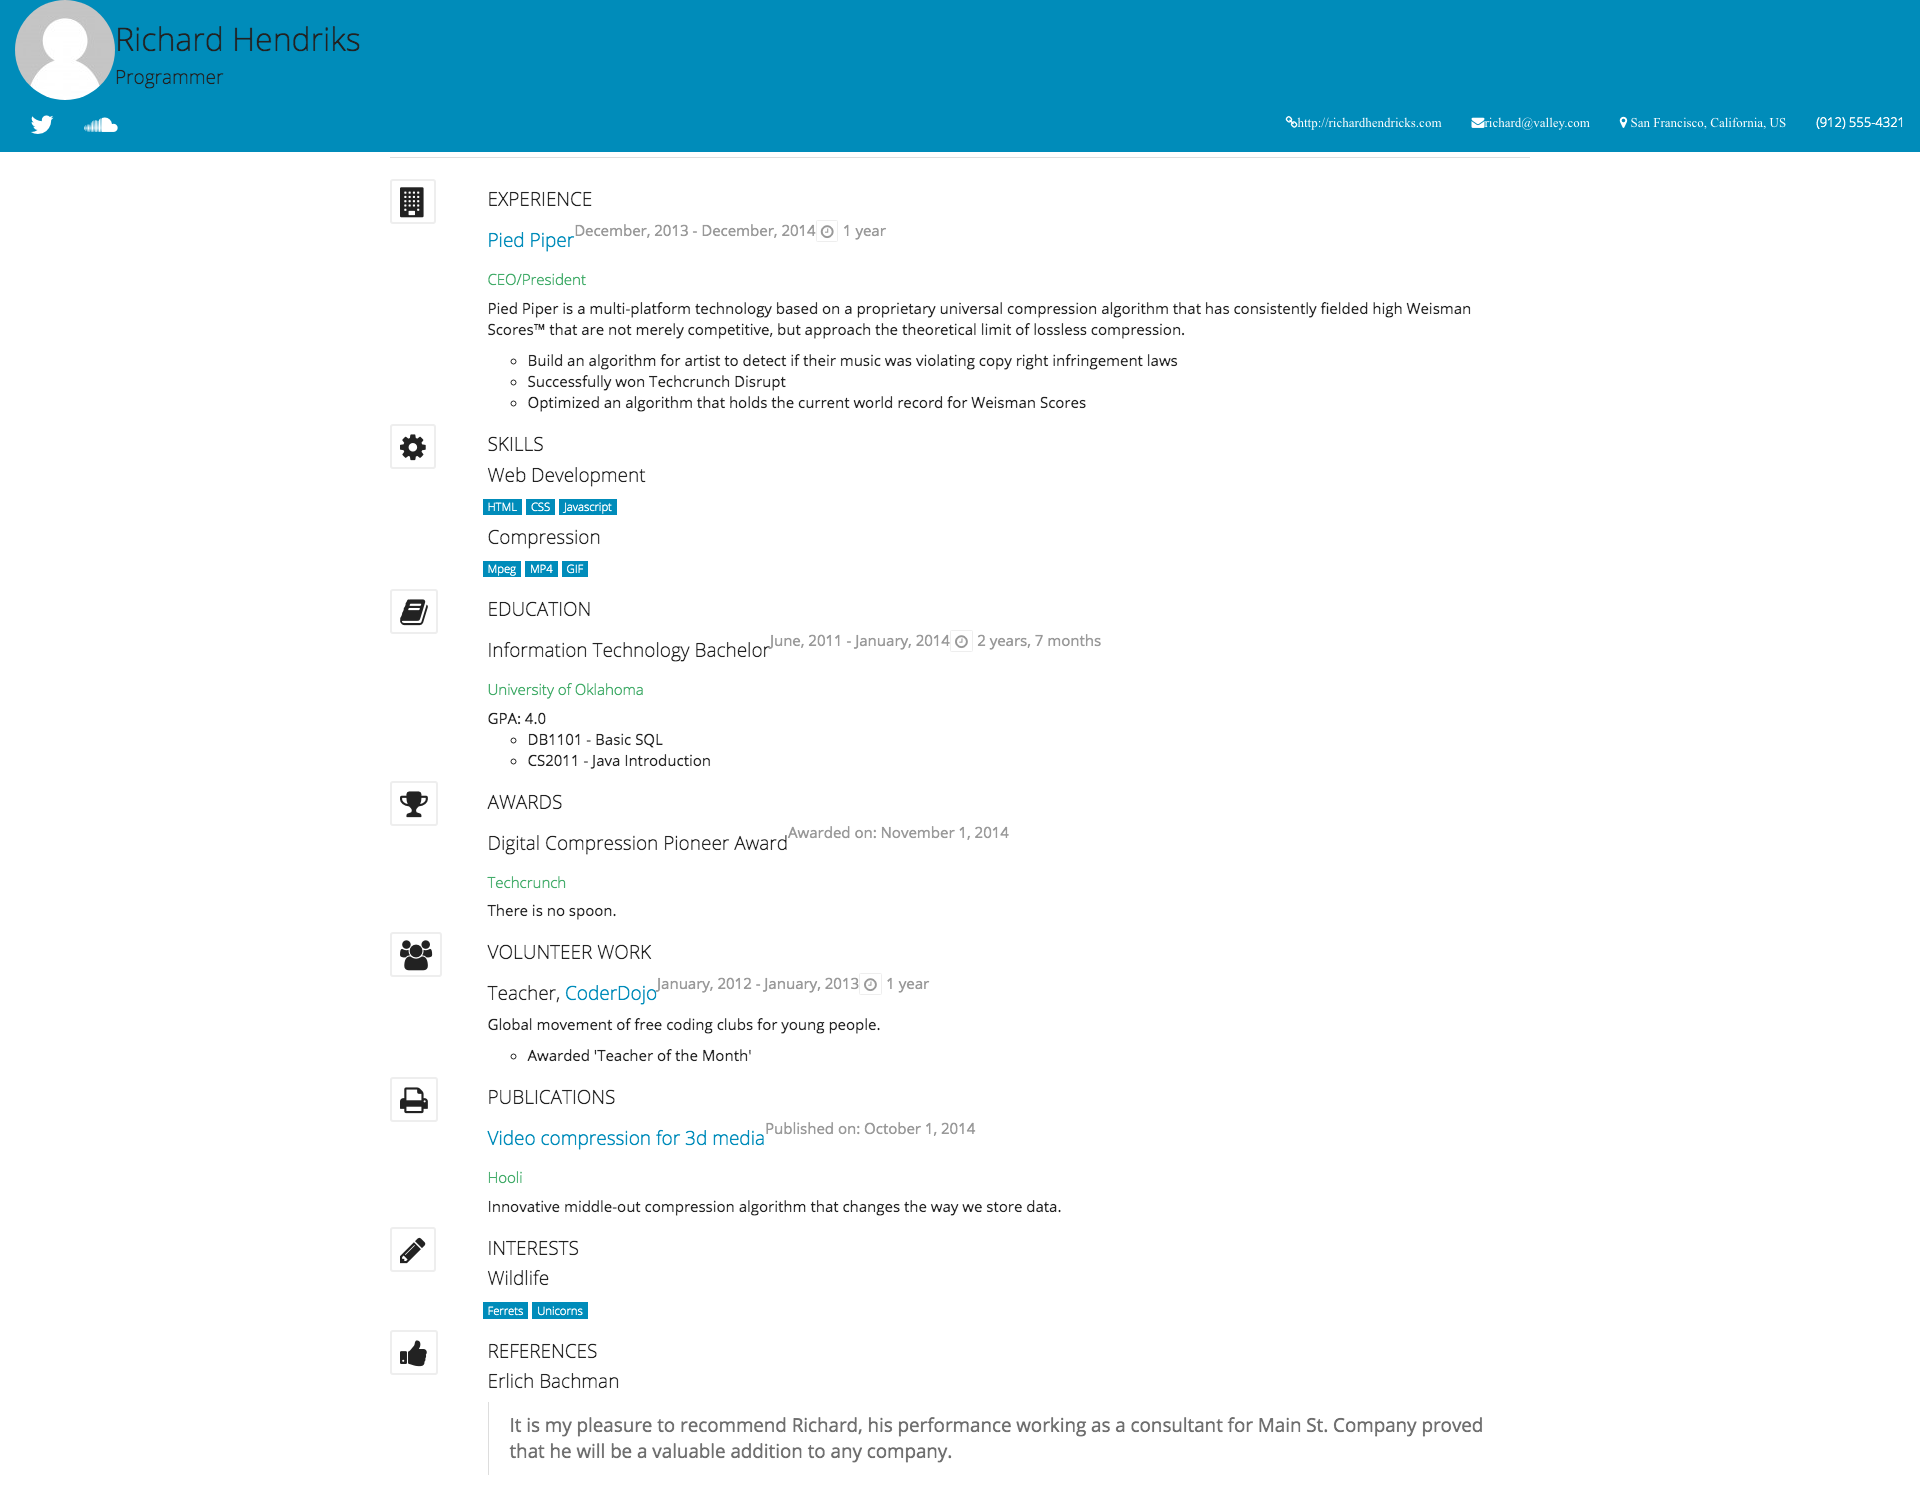 Richard Hendriks
Programmer
http://richardhendricks.com richard@valley.com San Francisco, California, US (912) 555-4321
EXPERIENCE
Pied Piper December, 2013 - December, 2014 1 year
CEO/President
Pied Piper is a multi-platform technology based on a proprietary universal compression algorithm that has consistently fielded high Weisman
Scores™ that are not merely competitive, but approach the theoretical limit of lossless compression.
Build an algorithm for artist to detect if their music was violating copy right infringement laws
Successfully won Techcrunch Disrupt
Optimized an algorithm that holds the current world record for Weisman Scores
SKILLS
Web Development
HTML CSS Javascript
Compression
Mpeg MP4 GIF
EDUCATION
Information Technology Bachelor June, 2011 - January, 2014 2 years, 7 months
University of Oklahoma
GPA: 4.0
DB1101 - Basic SQL
CS2011 - Java Introduction
AWARDS
Digital Compression Pioneer Award Awarded on: November 1, 2014
Techcrunch
There is no spoon.
VOLUNTEER WORK
Teacher, CoderDojo January, 2012 - January, 2013 1 year
Global movement of free coding clubs for young people.
Awarded 'Teacher of the Month'
PUBLICATIONS
Video compression for 3d media Published on: October 1, 2014
Hooli
Innovative middle-out compression algorithm that changes the way we store data.
INTERESTS
Wildlife
Ferrets Unicorns
REFERENCES
Erlich Bachman
It is my pleasure to recommend Richard, his performance working as a consultant for Main St. Company proved
that he will be a valuable addition to any company.